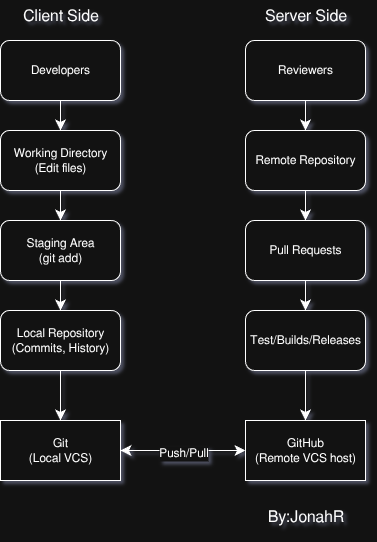 Client Side
Server Side
Developers
Reviewers
Working Directory
(Edit files)
Remote Repository
Staging Area
(git add)
Pull Requests
Local Repository
(Commits, History)
Test/Builds/Releases
Git
(Local VCS)
Push/Pull
GitHub
(Remote VCS host)
By:JonahR